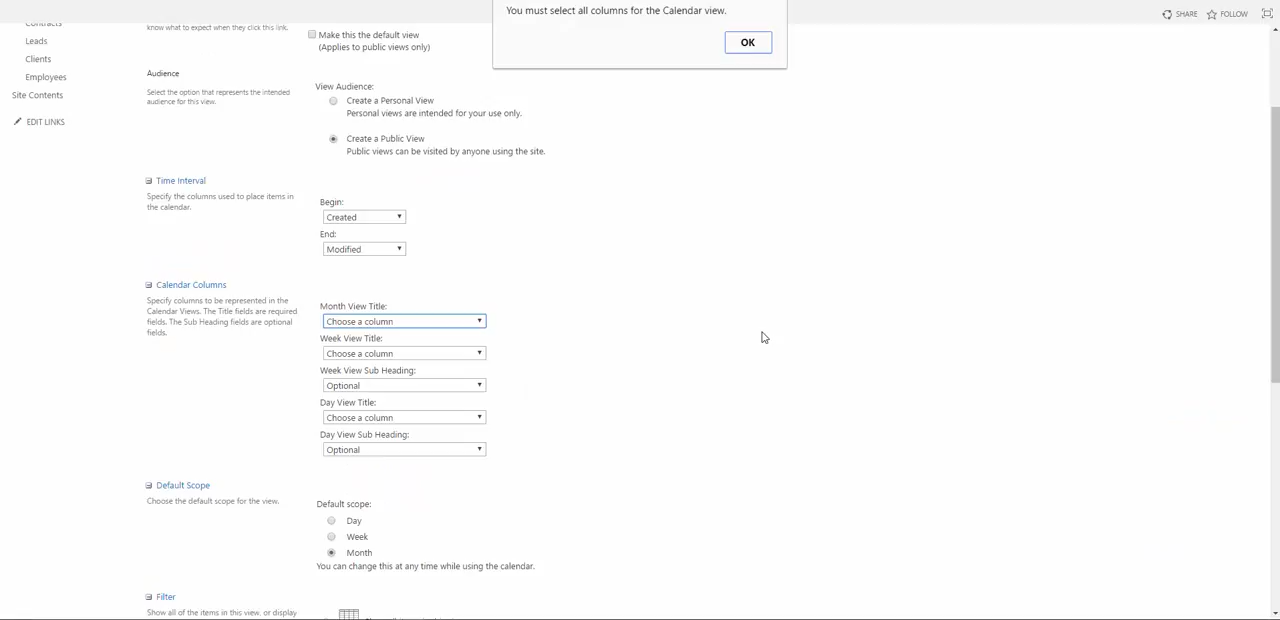 You must select all columns for the Calendar view.
OK
SHARE
FOLLOW
Contracts
Leads
Clients
Employees
Site Contents
EDIT LINKS
know what to expect when they click this link.
Make this the default view
(Applies to public views only)
Audience
Select the option that represents the intended
audience for this view.
View Audience:
Create a Personal View
Personal views are intended for your use only.
Create a Public View
Public views can be visited by anyone using the site.
Time Interval
Specify the columns used to place items in
the calendar.
Begin:
Created
End:
Modified
Calendar Columns
Specify columns to be represented in the
Calendar Views. The Title fields are required
fields. The Sub Heading fields are optional
fields.
Month View Title:
Choose a column
Week View Title:
Choose a column
Week View Sub Heading:
Optional
Day View Title:
Choose a column
Day View Sub Heading:
Optional
Default Scope
Choose the default scope for the view.
Default scope:
Day
Week
Month
You can change this at any time while using the calendar.
Filter
Show all of the items in this view, or display